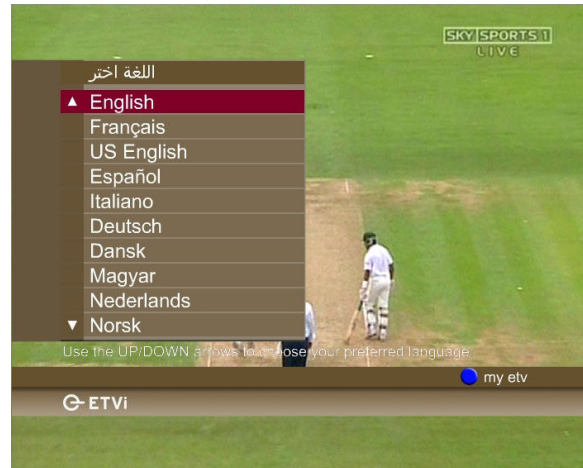 SKY SPORTS 1
LIVE
اللغة اختر
▲ English
Français
US English
Español
Italiano
Deutsch
Dansk
Magyar
Nederlands
▼ Norsk
Use the UP/DOWN arrows to choose your preferred language
my etv
ETVi